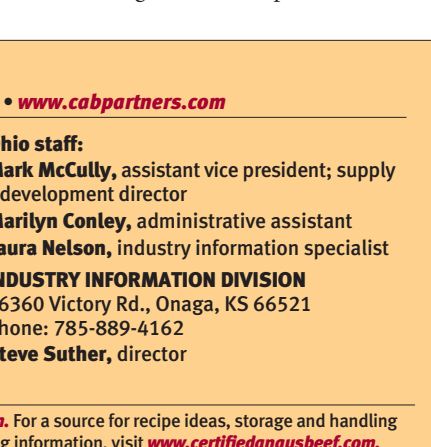 • www.cabpartners.com
hio staff:
ark McCully, assistant vice president; supply
development director
arilyn Conley, administrative assistant
aura Nelson, industry information specialist
NDUSTRY INFORMATION DIVISION
6360 Victory Rd., Onaga, KS 66521
hone: 785-889-4162
teve Suther, director
For a source for recipe ideas, storage and handling
information, visit www.certifiedangusbeef.com.